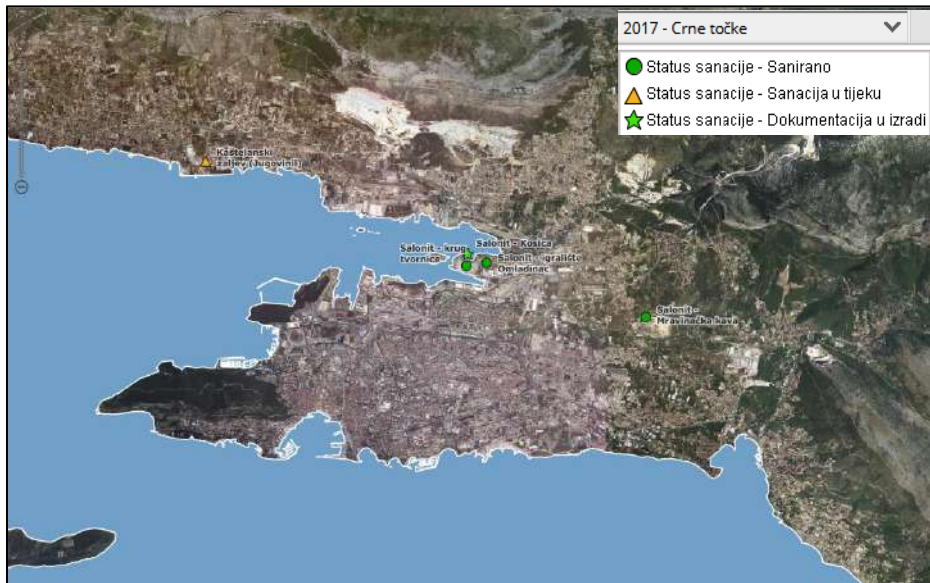 2017 - Crne točke
Status sanacije - Sanirano
Status sanacije - Sanacija u tijeku
Status sanacije - Dokumentacija u izradi
Kaštelanski
zaljev (Jugovinil)
Salonit - Kosica
Salonit - krug
tvornice
Salonit - igralište
Omladinac
Salonit -
Mravinačka kava